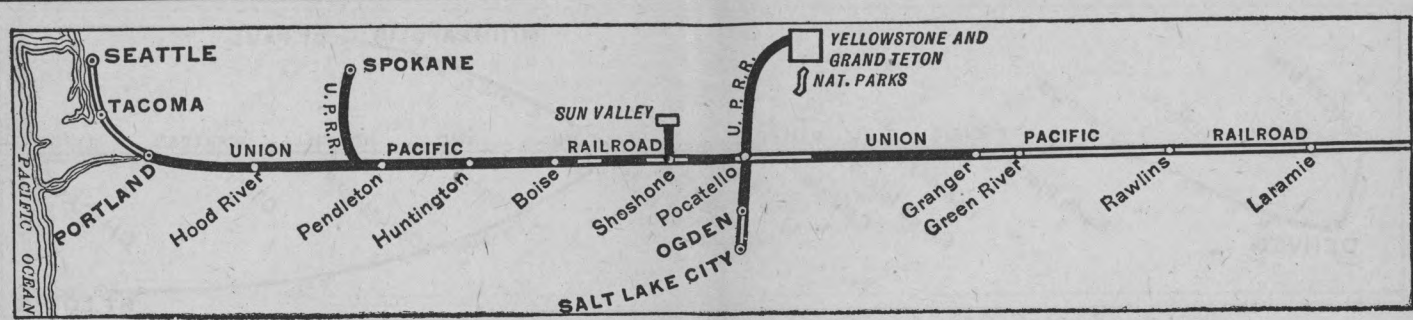 SEATTLE
TACOMA
PACIFIC OCEAN
PORTLAND
UNION PACIFIC RAILROAD
Hood River
U. P. R. R.
SPOKANE
Pendleton
Huntington
Boise
SUN VALLEY
Shoshone
Pocatello
U. P. R. R.
YELLOWSTONE AND
GRAND TETON
NAT. PARKS
OGDEN
SALT LAKE CITY
UNION PACIFIC RAILROAD
Granger
Green River
Rawlins
Laramie